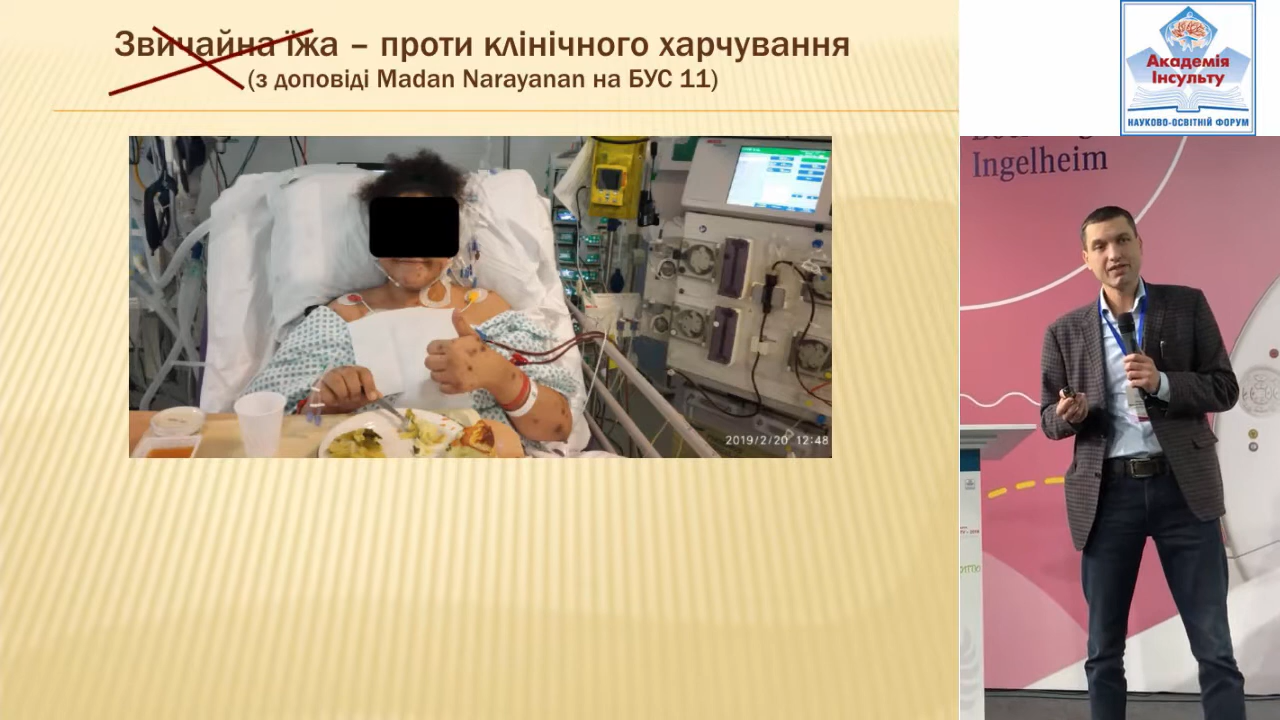 Звичайна їжа – проти клінічного харчування
(з доповіді Madan Narayanan на БУС 11)
2019/2/20 12:48
Академія
Інсульту
НАУКОВО-ОСВІТНІЙ ФОРУМ
Ingelheim